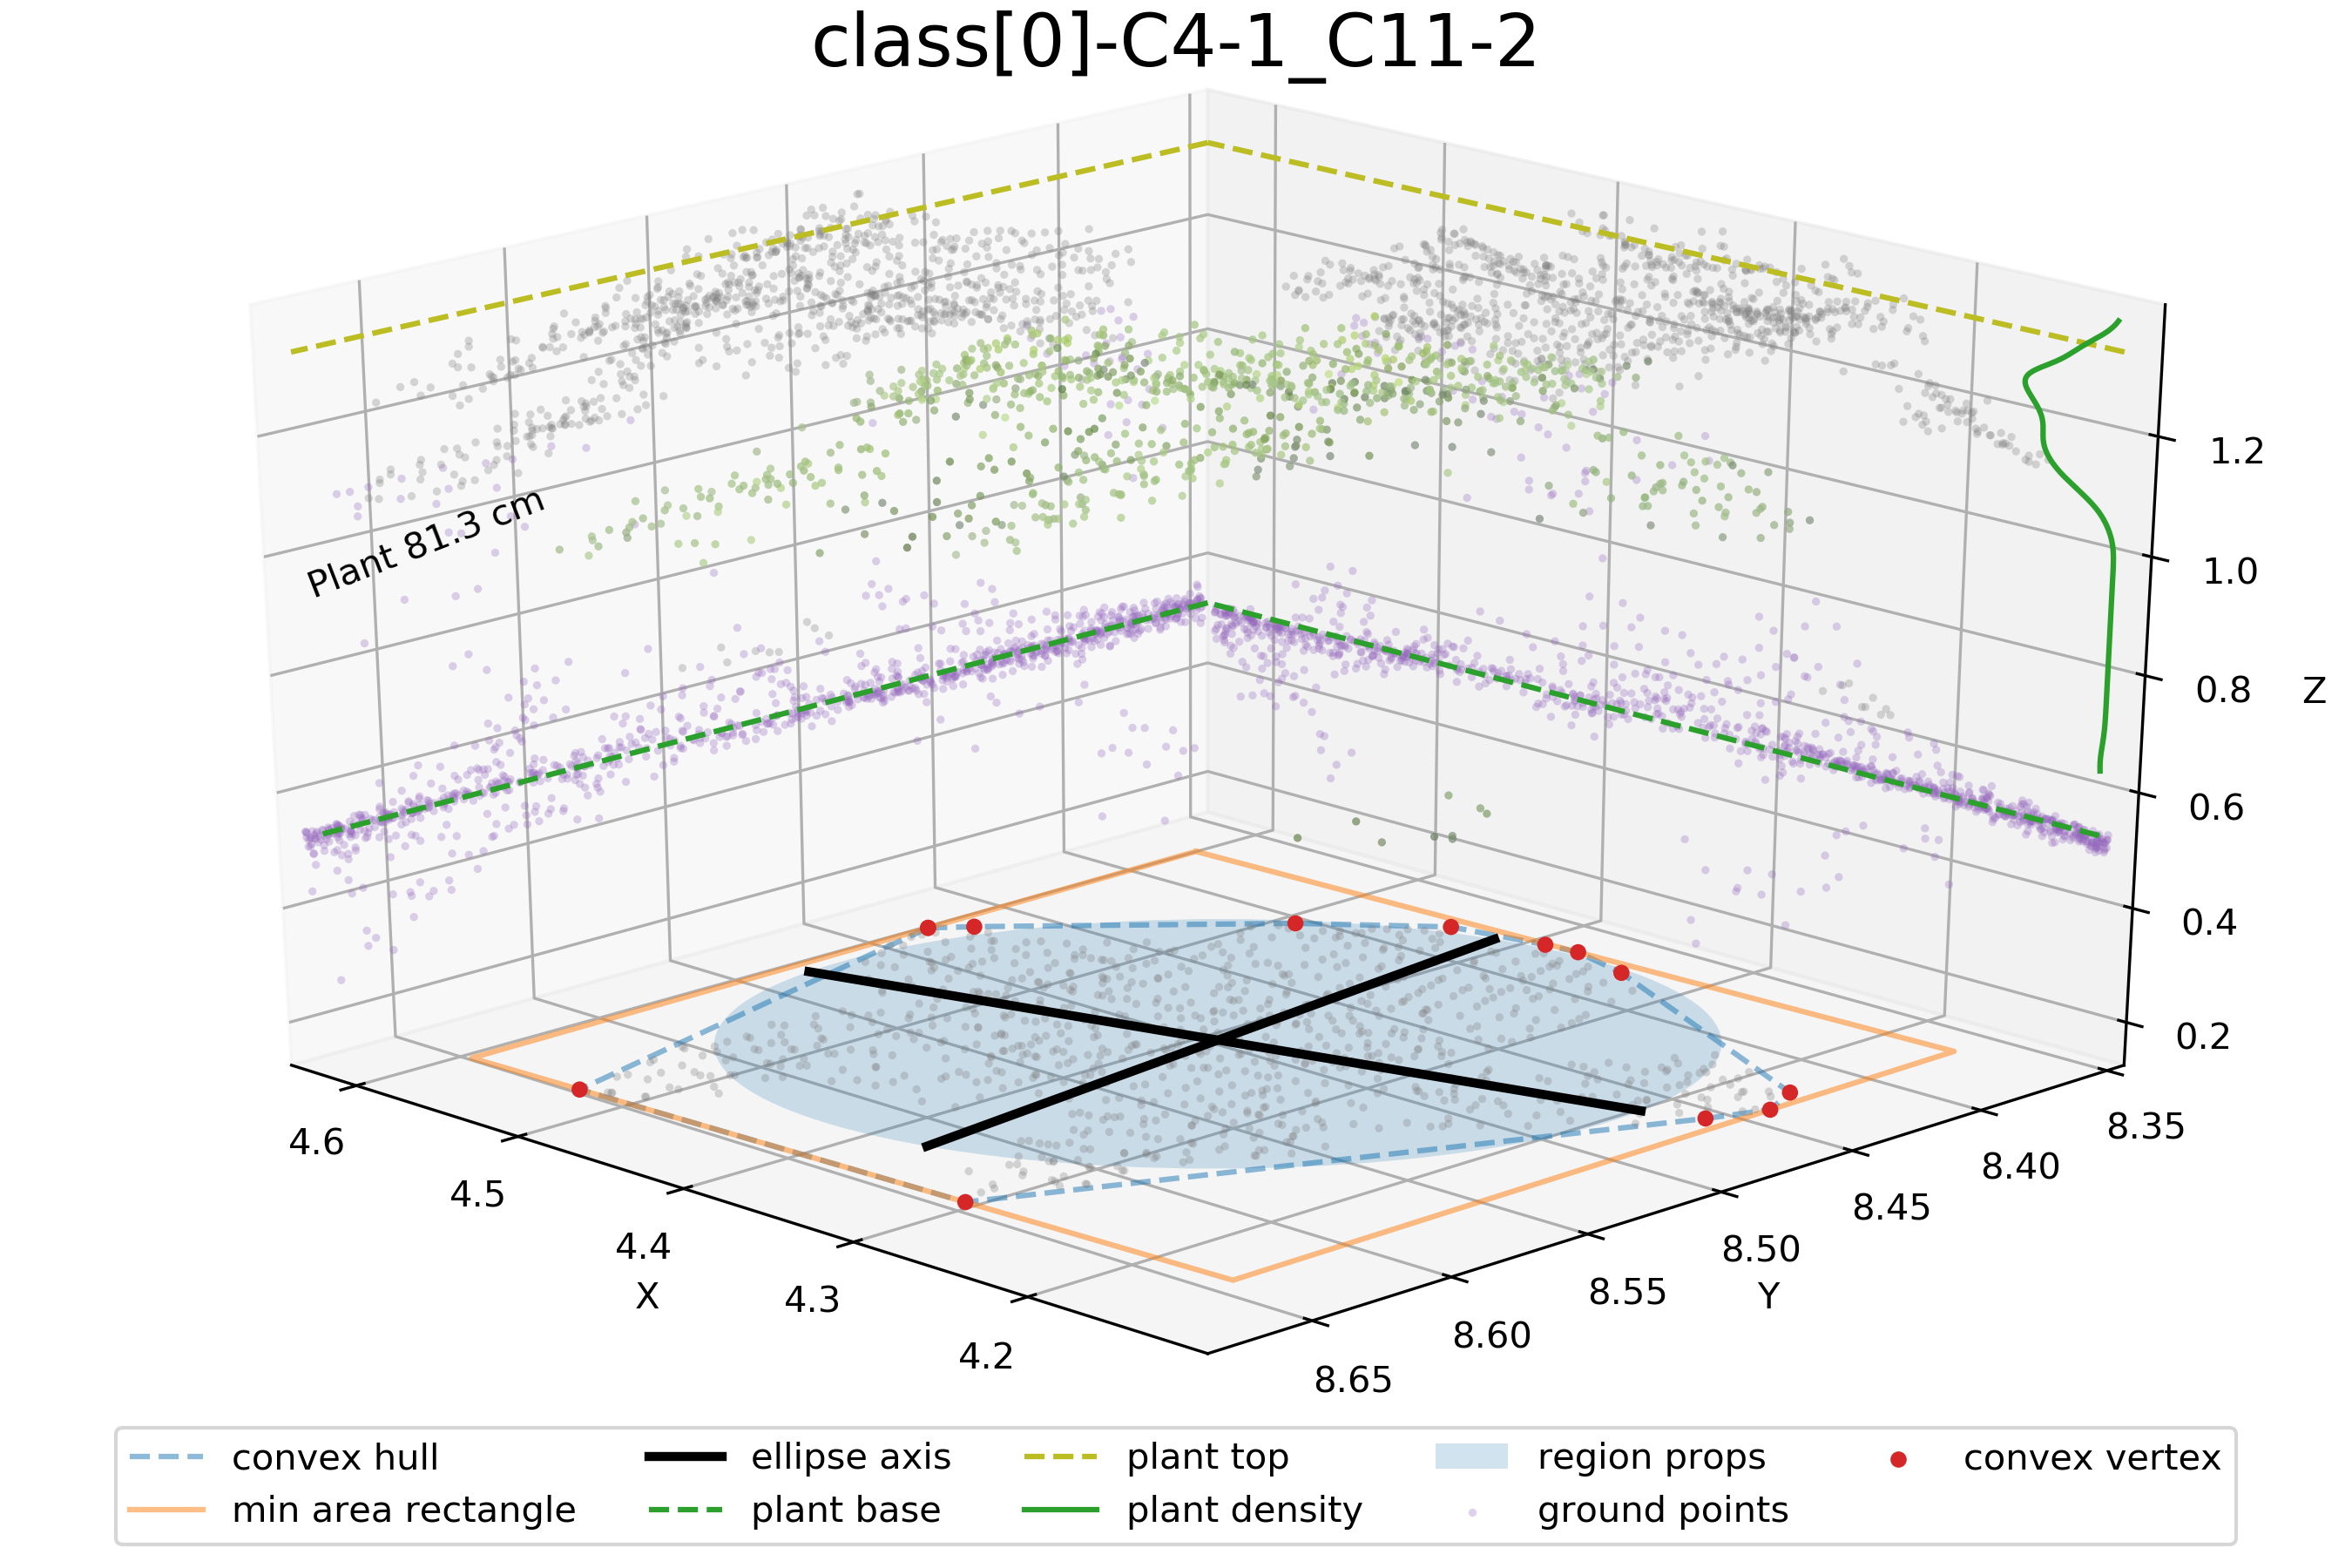 class[0]-C4-1_C11-2
Plant 81.3 cm
1.2
1.0
0.8
Z
0.6
0.4
0.2
4.6
4.5
4.4
4.3
4.2
X
8.35
8.40
8.45
8.50
8.55
8.60
8.65
Y
convex hull
min area rectangle
ellipse axis
plant base
plant top
plant density
region props
ground points
convex vertex